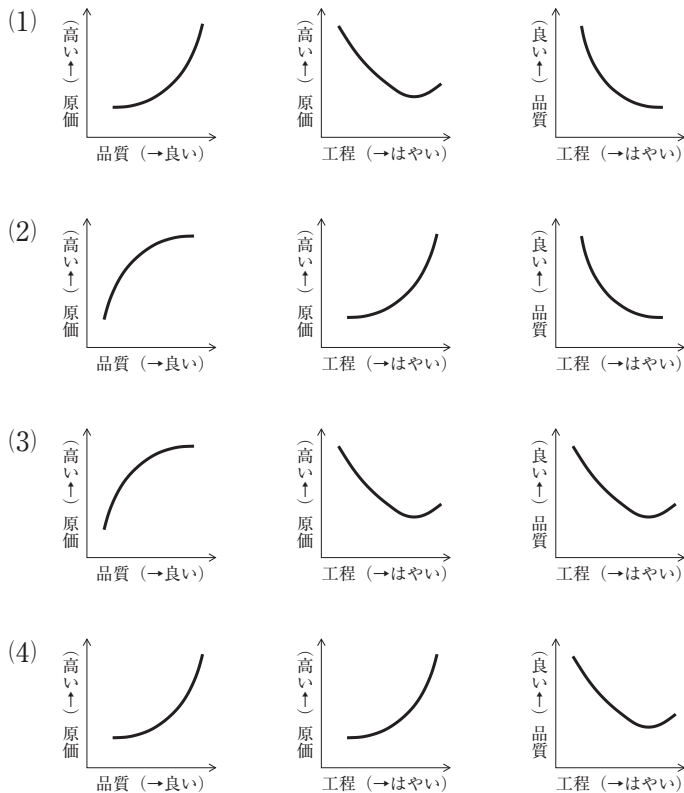 (1)
(高い→) 原価
品質 (→良い)
(高い→) 原価
工程 (→はやい)
(良い→) 品質
工程 (→はやい)
(2)
(高い→) 原価
品質 (→良い)
(高い→) 原価
工程 (→はやい)
(良い→) 品質
工程 (→はやい)
(3)
(高い→) 原価
品質 (→良い)
(高い→) 原価
工程 (→はやい)
(良い→) 品質
工程 (→はやい)
(4)
(高い→) 原価
品質 (→良い)
(高い→) 原価
工程 (→はやい)
(良い→) 品質
工程 (→はやい)